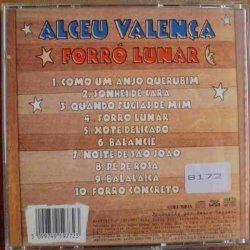 ALCEU VALENÇA
FORRÓ LUNAR
1. COMO UM ANJO QUERUBIM
2. SONHEI DE CARA
3. QUANDO FUGIAS DE MIM
4. FORRÓ LUNAR
5. XOTE DELICADO
6. BALANCIÊ
7. NOITE DE SÃO JOÃO
8. PÉ DE ROSA
9. BALALAICA
10. FORRÓ CONCRETO
8172
COLUMBIA